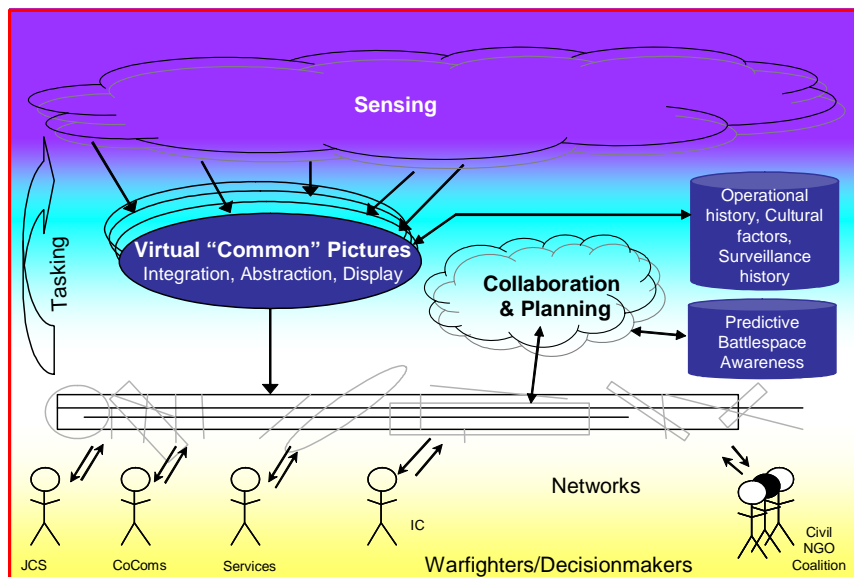 Sensing
Tasking
Virtual “Common” Pictures
Integration, Abstraction, Display
Operational
history, Cultural
factors,
Surveillance
history
Collaboration
& Planning
Predictive
Battlespace
Awareness
Networks
JCS
CoComs
Services
IC
Warfighters/Decisionmakers
Civil
NGO
Coalition